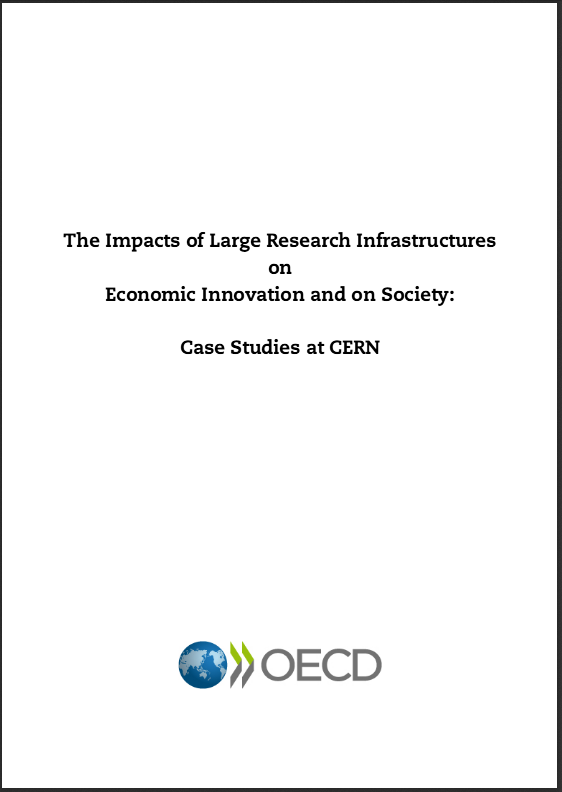 The Impacts of Large Research Infrastructures
on
Economic Innovation and on Society:
Case Studies at CERN
OECD